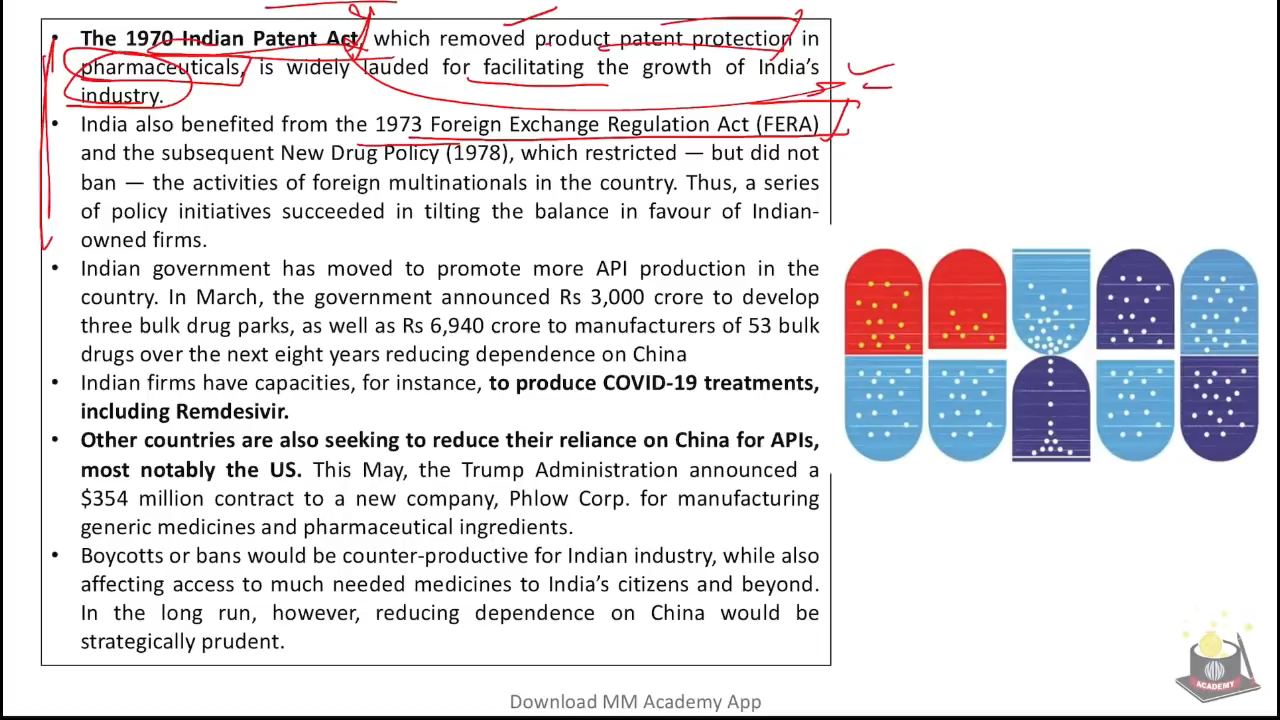 • The 1970 Indian Patent Act, which removed product patent protection in
pharmaceuticals, is widely lauded for facilitating the growth of India's
industry.
• India also benefited from the 1973 Foreign Exchange Regulation Act (FERA)
and the subsequent New Drug Policy (1978), which restricted — but did not
ban — the activities of foreign multinationals in the country. Thus, a series
of policy initiatives succeeded in tilting the balance in favour of Indian-
owned firms.
• Indian government has moved to promote more API production in the
country. In March, the government announced Rs 3,000 crore to develop
three bulk drug parks, as well as Rs 6,940 crore to manufacturers of 53 bulk
drugs over the next eight years reducing dependence on China
• Indian firms have capacities, for instance, to produce COVID-19 treatments,
including Remdesivir.
• Other countries are also seeking to reduce their reliance on China for APIs,
most notably the US. This May, the Trump Administration announced a
$354 million contract to a new company, Phlow Corp. for manufacturing
generic medicines and pharmaceutical ingredients.
• Boycotts or bans would be counter-productive for Indian industry, while also
affecting access to much needed medicines to India's citizens and beyond.
In the long run, however, reducing dependence on China would be
strategically prudent.
ACADEMY
Download MM Academy App